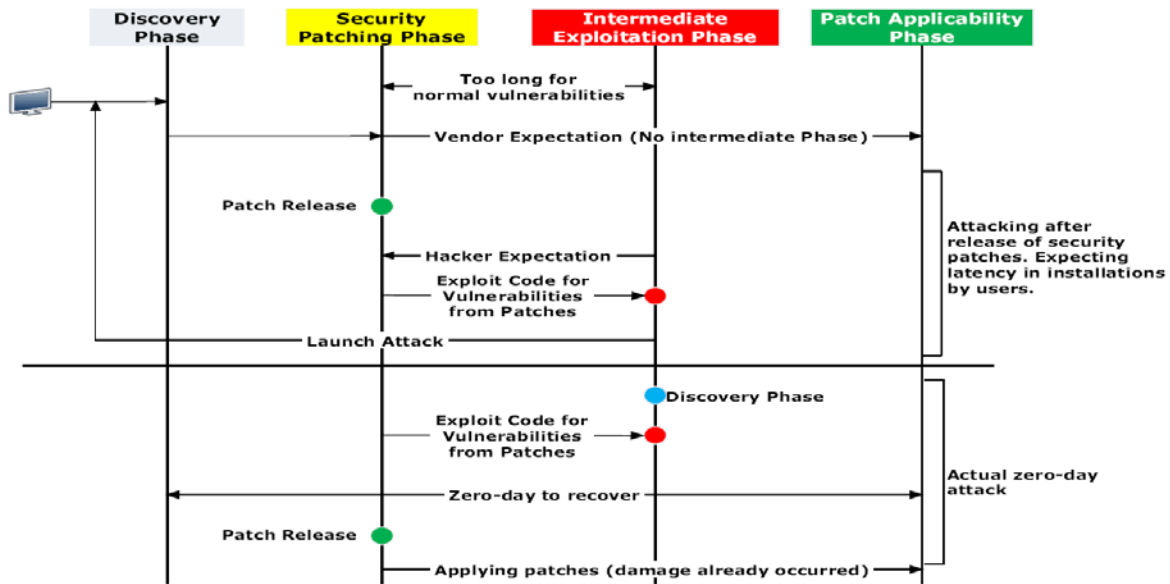 Discovery
Phase
Security
Patching Phase
Intermediate
Exploitation Phase
Patch Applicability
Phase
Too long for
normal vulnerabilities
Vendor Expectation (No intermediate Phase)
Patch Release
Attacking after
release of security
patches. Expecting
latency in installations
by users.
Hacker Expectation
Exploit Code for
Vulnerabilities
from Patches
Launch Attack
Discovery Phase
Exploit Code for
Vulnerabilities
from Patches
Actual zero-day
attack
Zero-day to recover
Patch Release
Applying patches (damage already occurred)